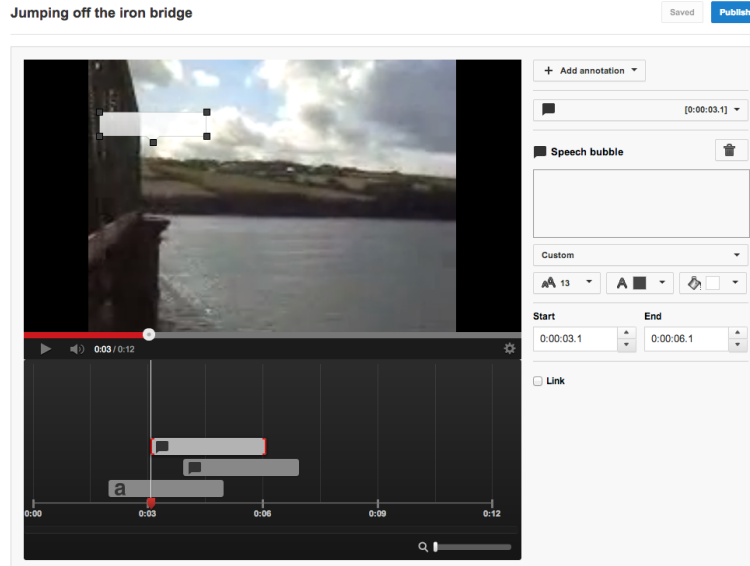 Jumping off the iron bridge
Saved
Publish
+ Add annotation
[0:00:03.1]
Speech bubble
Custom
AA 13
A
Start
End
0:00:03.1
0:00:06.1
Link
0:03 / 0:12
a
0:00
0:03
0:06
0:09
0:12